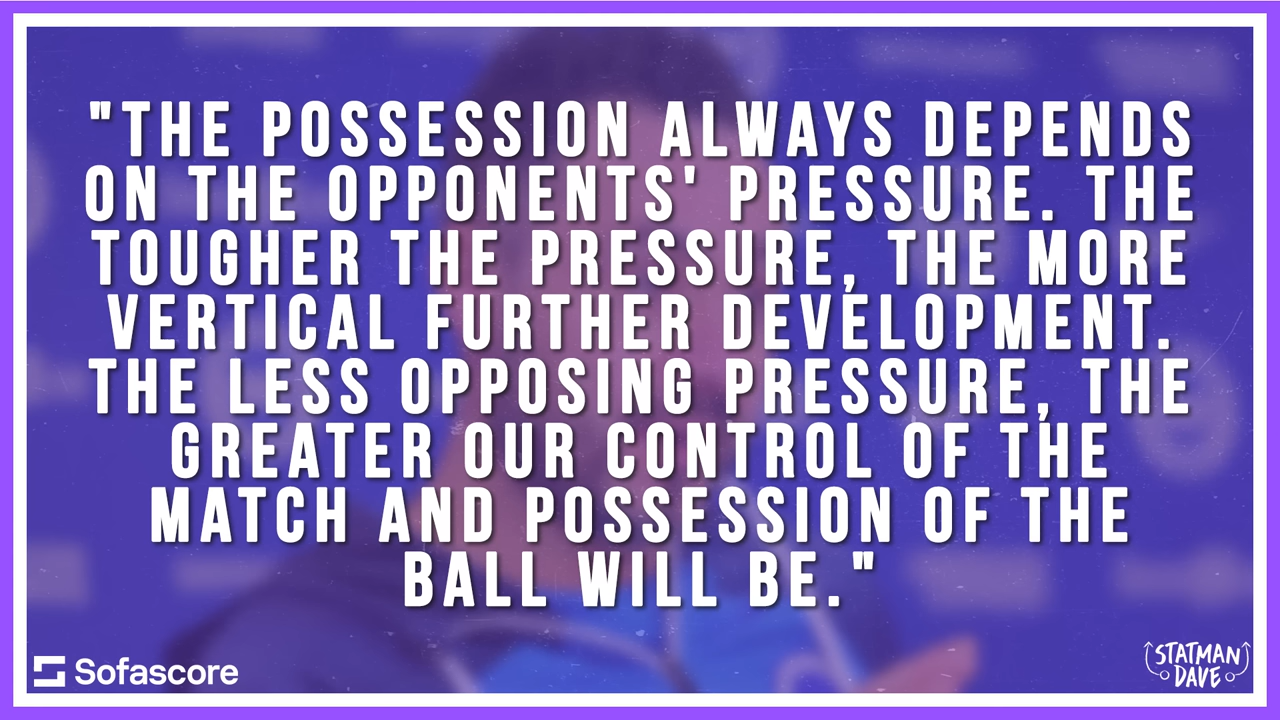 "THE POSSESSION ALWAYS DEPENDS
ON THE OPPONENTS' PRESSURE. THE
TOUGHER THE PRESSURE, THE MORE
VERTICAL FURTHER DEVELOPMENT.
THE LESS OPPOSING PRESSURE, THE
GREATER OUR CONTROL OF THE
MATCH AND POSSESSION OF THE
BALL WILL BE."
Sofascore
STATMAN
DAVE